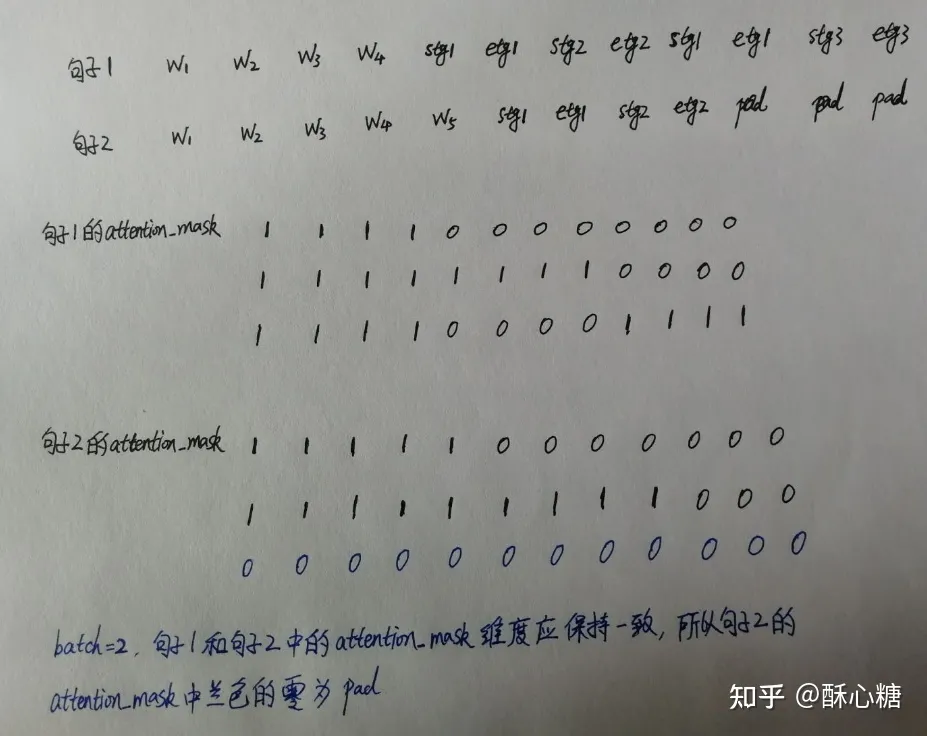 句子1 W1 W2 W3 W4 stg1 etg1 stg2 etg2 stg1 etg1 stg3 etg3
句子2 W1 W2 W3 W4 W5 stg1 etg1 stg2 etg2 pad pad pad
句子1的attention_mask 1 1 1 1 0 0 0 0 0 0 0 0
1 1 1 1 1 1 1 1 0 0 0 0
1 1 1 1 0 0 0 0 1 1 1 1
句子2的attention_mask 1 1 1 1 1 0 0 0 0 0 0 0
1 1 1 1 1 1 1 1 1 0 0 0
0 0 0 0 0 0 0 0 0 0 0 0
batch=2. 句子1和句子2中的attention_mask维度应保持一致,所以句子2的
attention_mask中兰色的零为pad
知乎 @酥心糖